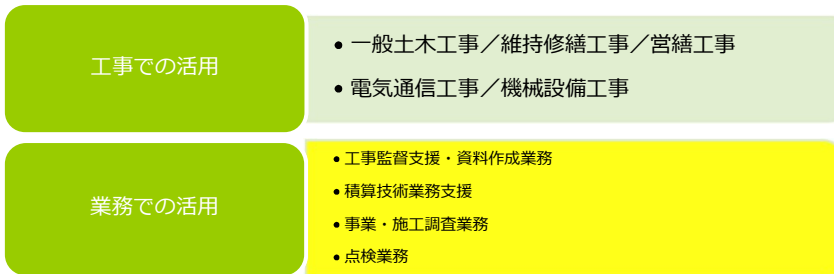 工事での活用
• 一般土木工事／維持修繕工事／営繕工事
• 電気通信工事／機械設備工事
業務での活用
• 工事監督支援・資料作成業務
• 積算技術業務支援
• 事業・施工調査業務
• 点検業務